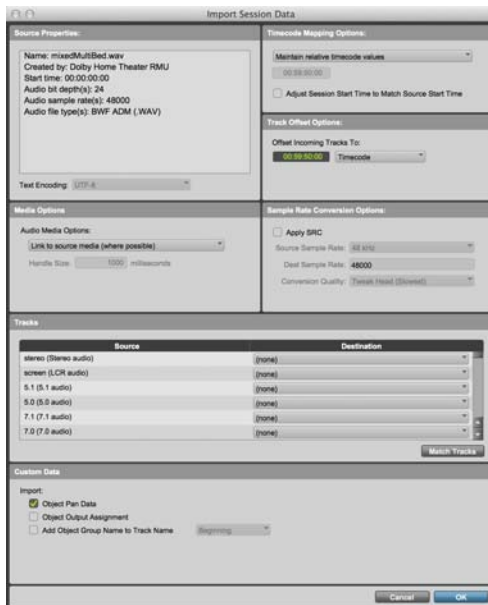 Import Session Data
Source Properties:
Name: mixedMultiBed.wav
Created by: Dolby Home Theater RMU
Start time: 00:00:00:00
Audio bit depth(s): 24
Audio sample rate(s): 48000
Audio file type(s): BWF ADM (.WAV)
Text Encoding: UTF-8
Timecode Mapping Options:
Maintain relative timecode values
00:59:50:00
Adjust Session Start Time to Match Source Start Time
Track Offset Options:
Offset Incoming Tracks To:
00:59:50:00 Timecode
Media Options
Audio Media Options:
Link to source media (where possible)
Handle Size: 1000 milliseconds
Sample Rate Conversion Options:
Apply SRC
Source Sample Rate: 48 kHz
Dest Sample Rate: 48000
Conversion Quality: Tweak Head (Slowest)
Tracks
Source Destination
stereo (Stereo audio) (none)
screen (LCR audio) (none)
5.1 (5.1 audio) (none)
5.0 (5.0 audio) (none)
7.1 (7.1 audio) (none)
7.0 (7.0 audio) (none)
Match Tracks
Custom Data
Import:
Object Pan Data
Object Output Assignment
Add Object Group Name to Track Name Beginning
Cancel OK